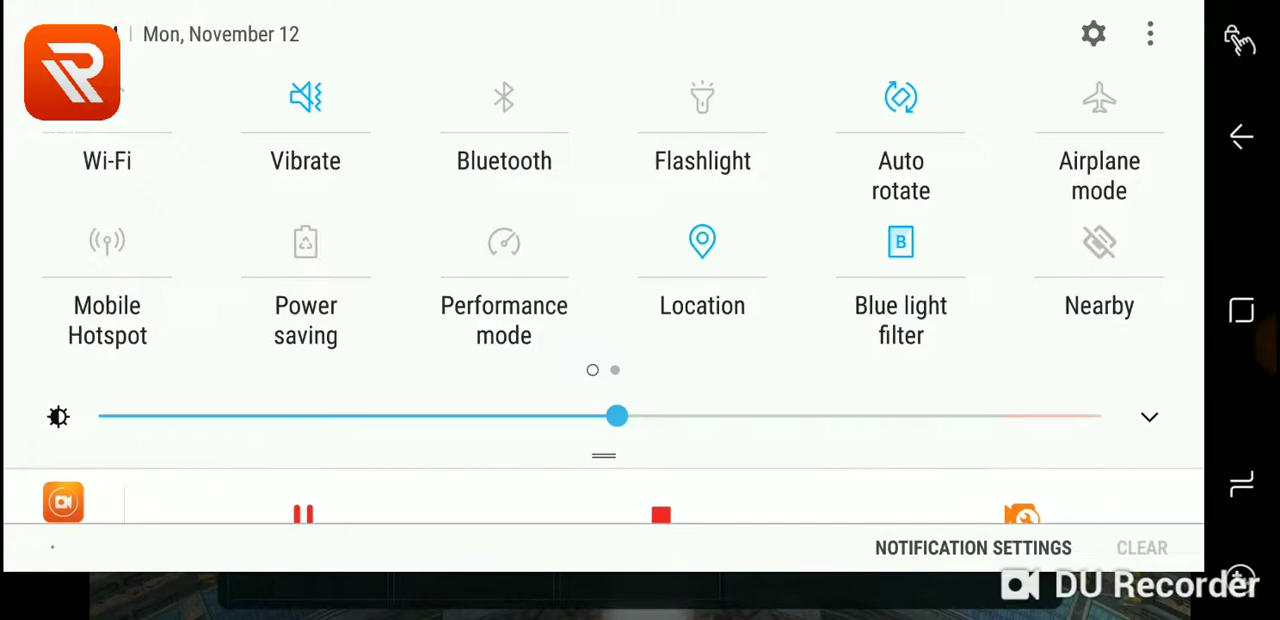 Mon, November 12
Wi-Fi
Vibrate
Bluetooth
Flashlight
Auto
rotate
Airplane
mode
B
Mobile
Hotspot
Power
saving
Performance
mode
Location
Blue light
filter
Nearby
NOTIFICATION SETTINGS
CLEAR
DU Recorder